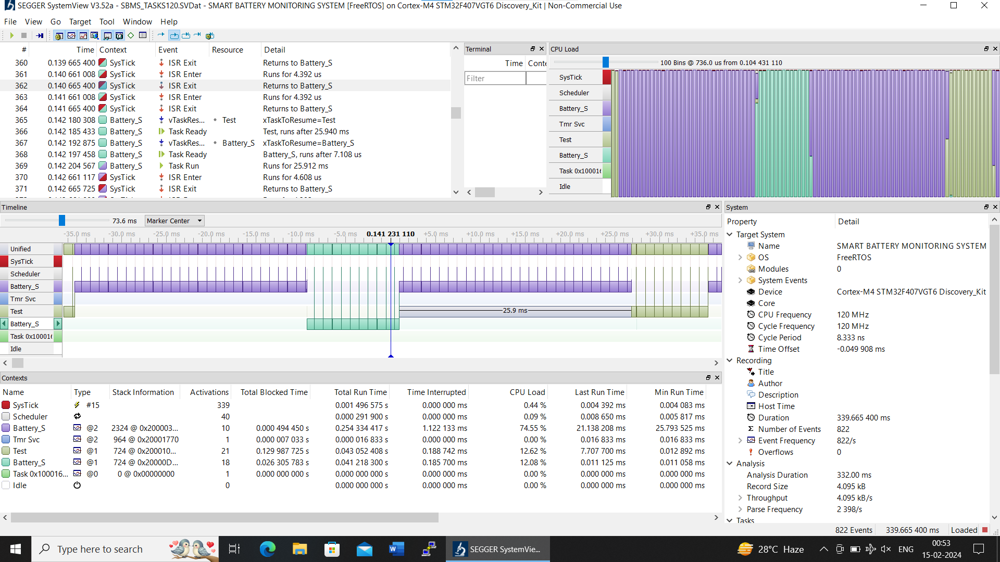 SEGGER SystemView V3.52a - SBMS_TASKS120.SVDat - SMART BATTERY MONITORING SYSTEM [FreeRTOS] on Cortex-M4 STM32F407VGT6 Discovery_Kit | Non-Commercial Use
File View Go Target Tool Window Help
# Time Context Event Resource Detail
360 0.139 665 400 SysTick ISR Exit Returns to Battery_S
361 0.140 661 008 SysTick ISR Enter Runs for 4.392 us
362 0.140 665 400 SysTick ISR Exit Returns to Battery_S
363 0.141 661 008 SysTick ISR Enter Runs for 4.392 us
364 0.141 665 400 SysTick ISR Exit Returns to Battery_S
365 0.142 180 308 Battery_S vTaskRes... Test xTaskToResume=Test
366 0.142 185 433 Battery_S Task Ready Test, runs after 25.940 ms
367 0.142 192 875 Battery_S vTaskRes... Battery_S xTaskToResume=Battery_S
368 0.142 197 458 Battery_S Task Ready Battery_S, runs after 7.108 us
369 0.142 204 567 Battery_S Task Run Runs for 25.912 ms
370 0.142 661 117 SysTick ISR Enter Runs for 4.608 us
371 0.142 665 725 SysTick ISR Exit Returns to Battery_S
Terminal
Time Conte
Filter
CPU Load
100 Bins @ 736.0 us from 0.104 431 110
SysTick
Scheduler
Battery_S
Tmr Svc
Test
Battery_S
Task 0x10001
Idle
Timeline
73.6 ms Marker Center
-35.0 ms -30.0 ms -25.0 ms -20.0 ms -15.0 ms -10.0 ms -5.0 ms 0.141 231 110 +5.0 ms +10.0 ms +15.0 ms +20.0 ms +25.0 ms +30.0 ms +35.0 ms
Unified
SysTick
Scheduler
Battery_S
Tmr Svc
Test 25.9 ms
Battery_S
Task 0x10001
Idle
Contexts
Name Type Stack Information Activations Total Blocked Time Total Run Time Time Interrupted CPU Load Last Run Time Min Run Time
SysTick #15 339 0.001 496 575 s 0.000 000 ms 0.44 % 0.004 392 ms 0.004 083 ms
Scheduler 40 0.000 291 900 s 0.000 000 ms 0.09 % 0.008 650 ms 0.005 817 ms
Battery_S @2 2324 @ 0x200003... 10 0.000 494 450 s 0.254 334 417 s 1.122 133 ms 74.55 % 21.138 208 ms 25.793 525 ms
Tmr Svc @2 964 @ 0x20001770 1 0.000 007 033 s 0.000 016 833 s 0.000 000 ms 0.00 % 0.016 833 ms 0.016 833 ms
Test @1 724 @ 0x200010... 21 0.129 987 725 s 0.043 052 408 s 0.188 742 ms 12.62 % 7.707 700 ms 0.012 892 ms
Battery_S @1 724 @ 0x20000D... 18 0.026 305 783 s 0.041 218 300 s 0.185 700 ms 12.08 % 0.011 125 ms 0.011 058 ms
Task 0x100016... @0 0 @ 0x00000000 1 0.000 000 000 s 0.000 000 000 s 0.000 000 ms 0.00 % 0.000 000 ms 0.000 000 ms
Idle 0 0.000 000 000 s 0.000 000 ms 0.00 % 0.000 000 ms 0.000 000 ms
System
Property Detail
Target System
Name SMART BATTERY MONITORING SYSTEM
OS FreeRTOS
Modules 0
System Events
Device Cortex-M4 STM32F407VGT6 Discovery_Kit
Core
CPU Frequency 120 MHz
Cycle Frequency 120 MHz
Cycle Period 8.333 ns
Time Offset -0.049 908 ms
Recording
Title
Author
Description
Host Time
Duration 339.665 400 ms
Number of Events 822
Event Frequency 822/s
Overflows 0
Analysis
Analysis Duration 332.00 ms
Record Size 4.095 kB
Throughput 4.095 kB/s
Parse Frequency 2 398/s
Tasks
822 Events 339.665 400 ms Loaded
Type here to search
SEGGER SystemVie...
28°C Haze
ENG
00:53
15-02-2024